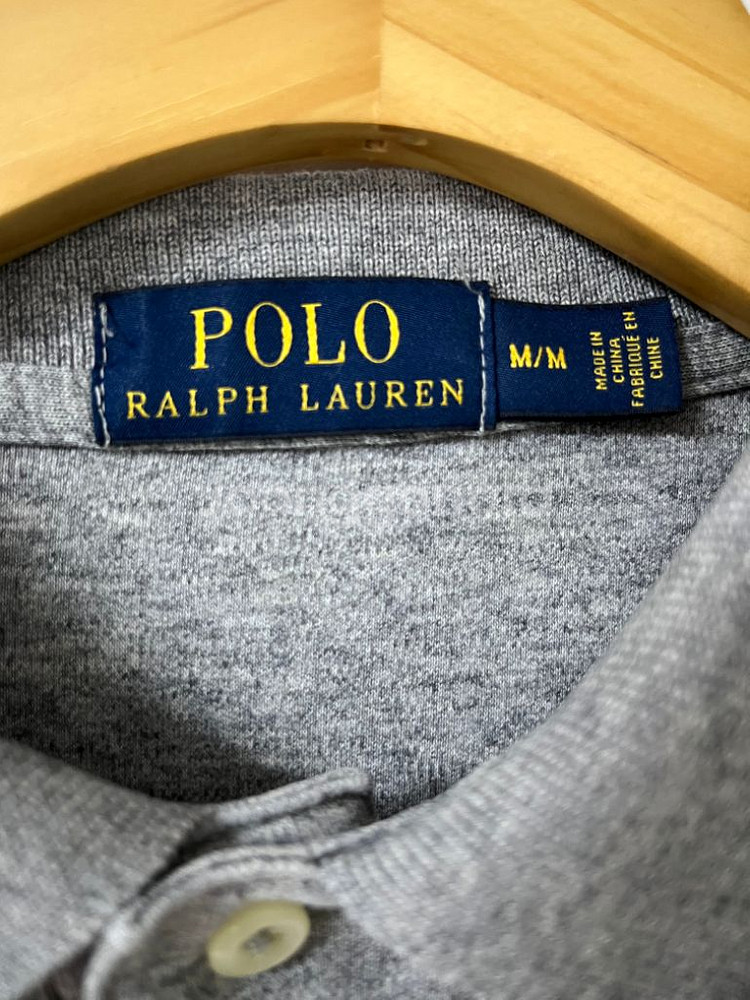 POLO
RALPH LAUREN
M/M
MADE IN
CHINA
FABRIQUÉ EN
CHINE